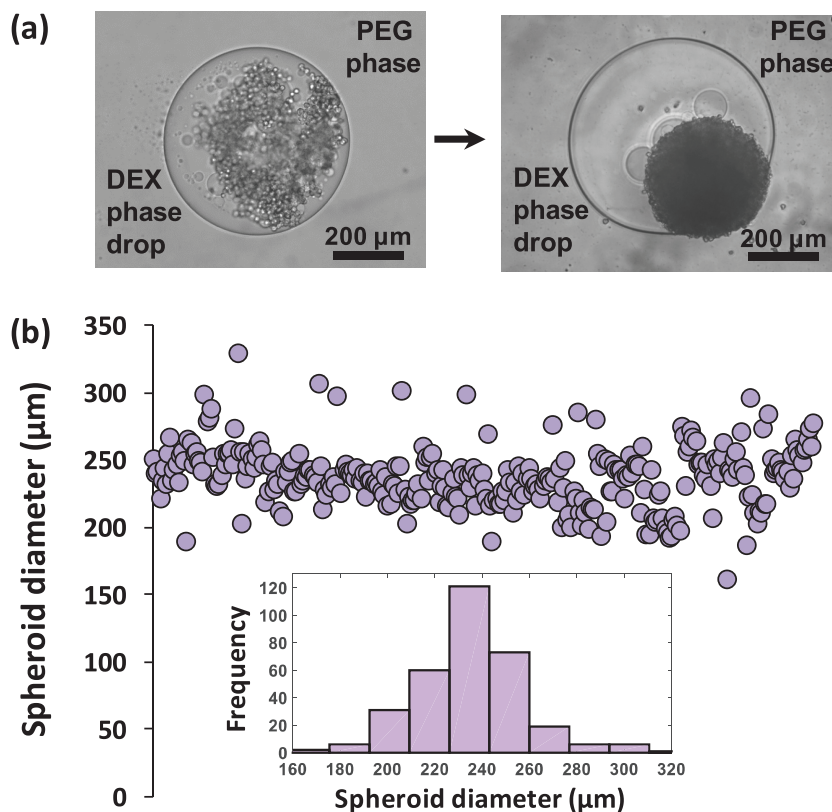 (a)
PEG
phase
DEX
phase
drop
200 µm
PEG
phase
DEX
phase
drop
200 µm
(b)
Spheroid diameter (µm)
350
300
250
200
150
100
50
0
Frequency
120
100
80
60
40
20
0
160 180 200 220 240 260 280 300 320
Spheroid diameter (µm)